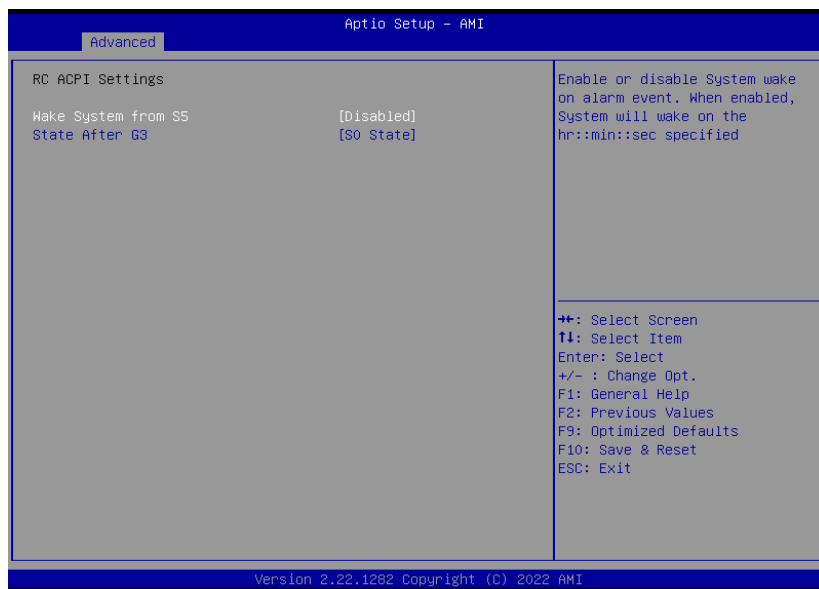 Aptio Setup - AMI
Advanced
RC ACPI Settings
Wake System from S5 [Disabled]
State After G3 [S0 State]
Enable or disable System wake
on alarm event. When enabled,
System will wake on the
hr::min::sec specified
→←: Select Screen
↑↓: Select Item
Enter: Select
+/- : Change Opt.
F1: General Help
F2: Previous Values
F9: Optimized Defaults
F10: Save & Reset
ESC: Exit
Version 2.22.1282 Copyright (C) 2022 AMI